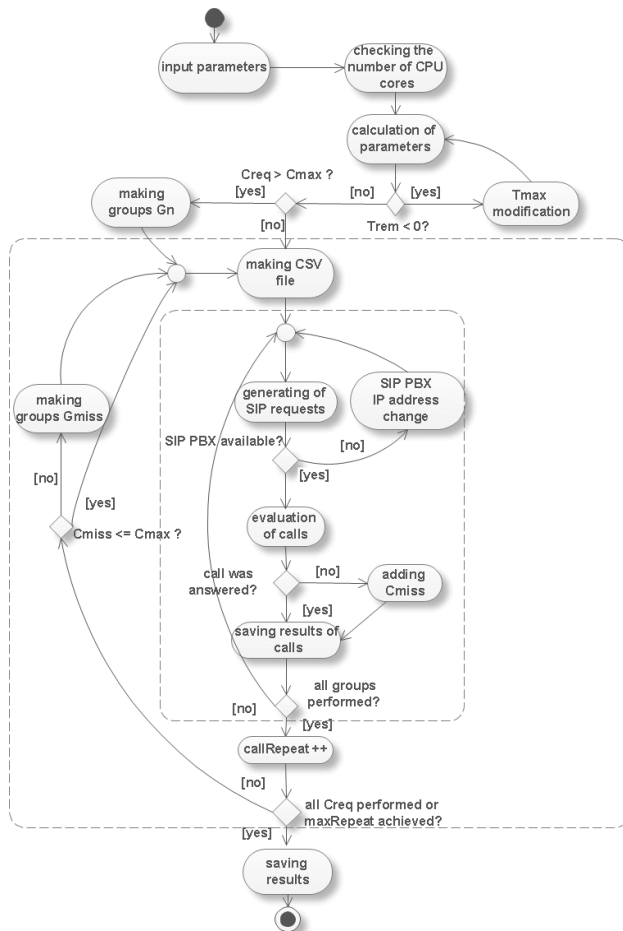 input parameters
checking the
number of CPU
cores
calculation of
parameters
Creq > Cmax ?
[yes]
[no]
[yes]
making
groups Gn
Tmax
modification
[no]
Trem < 0?
making CSV
file
SIP PBX
IP address
change
making
groups Gmiss
generating of
SIP requests
SIP PBX available?
[no]
[yes]
[no]
[yes]
evaluation
of calls
Cmiss <= Cmax ?
call was
answered?
[no]
adding
Cmiss
[yes]
saving results of
calls
all groups
performed?
[no]
[yes]
callRepeat ++
[no]
all Creq performed or
maxRepeat achieved?
[yes]
saving
results